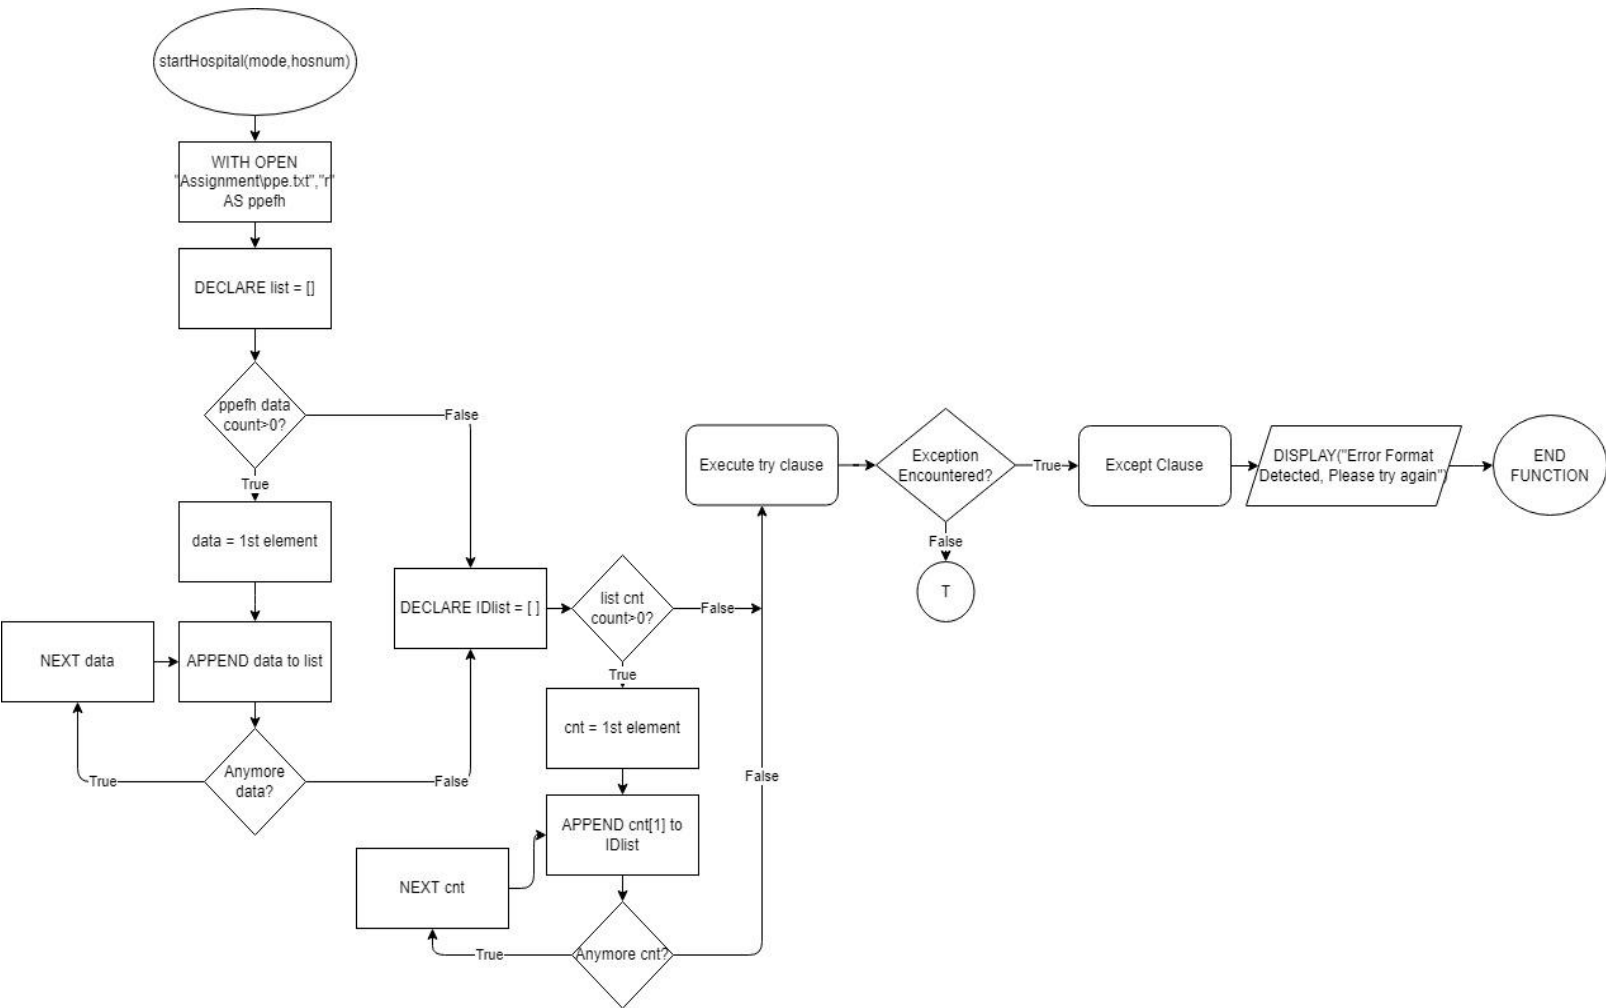 startHospital(mode,hosnum)
WITH OPEN
"Assignment\ppe.txt","r"
AS ppefh
DECLARE list = []
ppefh data
count>0?
False
True
data = 1st element
NEXT data
APPEND data to list
Anymore
data?
True
False
DECLARE IDlist = [ ]
list cnt
count>0?
False
True
cnt = 1st element
APPEND cnt[1] to
IDlist
NEXT cnt
Anymore cnt?
True
False
Execute try clause
Exception
Encountered?
True
False
T
Except Clause
DISPLAY("Error Format
Detected, Please try again")
END
FUNCTION